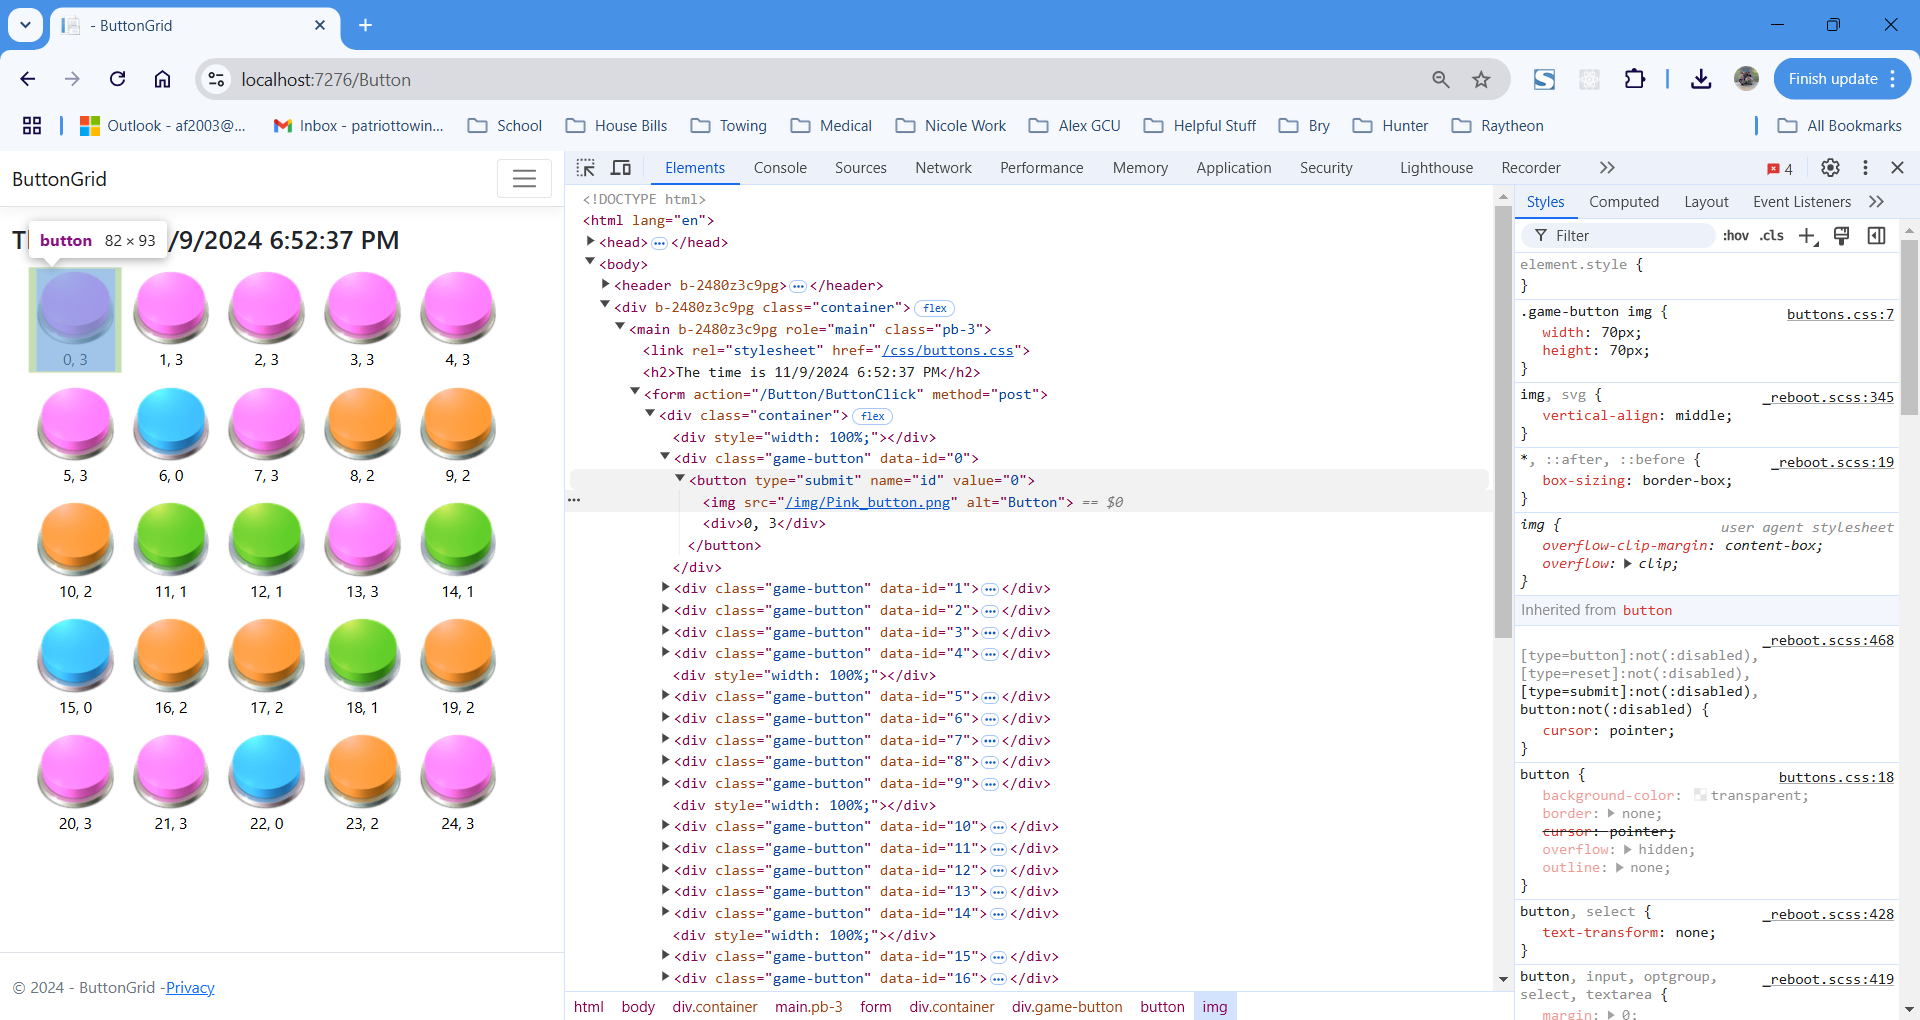 - ButtonGrid
localhost:7276/Button
Finish update
Outlook - af2003@...
Inbox - patriottowin...
School
House Bills
Towing
Medical
Nicole Work
Alex GCU
Helpful Stuff
Bry
Hunter
Raytheon
All Bookmarks
ButtonGrid
button 82 × 93
T /9/2024 6:52:37 PM
0, 3
1, 3
2, 3
3, 3
4, 3
5, 3
6, 0
7, 3
8, 2
9, 2
10, 2
11, 1
12, 1
13, 3
14, 1
15, 0
16, 2
17, 2
18, 1
19, 2
20, 3
21, 3
22, 0
23, 2
24, 3
© 2024 - ButtonGrid -Privacy
Elements
Console
Sources
Network
Performance
Memory
Application
Security
Lighthouse
Recorder
4
<!DOCTYPE html>
<html lang="en">
<head> ... </head>
<body>
<header b-2480z3c9pg> ... </header>
<div b-2480z3c9pg class="container"> flex
<main b-2480z3c9pg role="main" class="pb-3">
<link rel="stylesheet" href="/css/buttons.css">
<h2>The time is 11/9/2024 6:52:37 PM</h2>
<form action="/Button/ButtonClick" method="post">
<div class="container"> flex
<div style="width: 100%;"></div>
<div class="game-button" data-id="0">
<button type="submit" name="id" value="0">
... <img src="/img/Pink_button.png" alt="Button"> == $0
<div>0, 3</div>
</button>
</div>
<div class="game-button" data-id="1"> ... </div>
<div class="game-button" data-id="2"> ... </div>
<div class="game-button" data-id="3"> ... </div>
<div class="game-button" data-id="4"> ... </div>
<div style="width: 100%;"></div>
<div class="game-button" data-id="5"> ... </div>
<div class="game-button" data-id="6"> ... </div>
<div class="game-button" data-id="7"> ... </div>
<div class="game-button" data-id="8"> ... </div>
<div class="game-button" data-id="9"> ... </div>
<div style="width: 100%;"></div>
<div class="game-button" data-id="10"> ... </div>
<div class="game-button" data-id="11"> ... </div>
<div class="game-button" data-id="12"> ... </div>
<div class="game-button" data-id="13"> ... </div>
<div class="game-button" data-id="14"> ... </div>
<div style="width: 100%;"></div>
<div class="game-button" data-id="15"> ... </div>
<div class="game-button" data-id="16"> ... </div>
html body div.container main.pb-3 form div.container div.game-button button img
Styles
Computed
Layout
Event Listeners
Filter
:hov .cls
element.style {
}
.game-button img { buttons.css:7
width: 70px;
height: 70px;
}
img, svg { _reboot.scss:345
vertical-align: middle;
}
*, ::after, ::before { _reboot.scss:19
box-sizing: border-box;
}
img { user agent stylesheet
overflow-clip-margin: content-box;
overflow: clip;
}
Inherited from button
_reboot.scss:468
[type=button]:not(:disabled),
[type=reset]:not(:disabled),
[type=submit]:not(:disabled),
button:not(:disabled) {
cursor: pointer;
}
button { buttons.css:18
background-color: transparent;
border: none;
cursor: pointer;
overflow: hidden;
outline: none;
}
button, select { _reboot.scss:428
text-transform: none;
}
button, input, optgroup, _reboot.scss:419
select, textarea {
margin: 0;